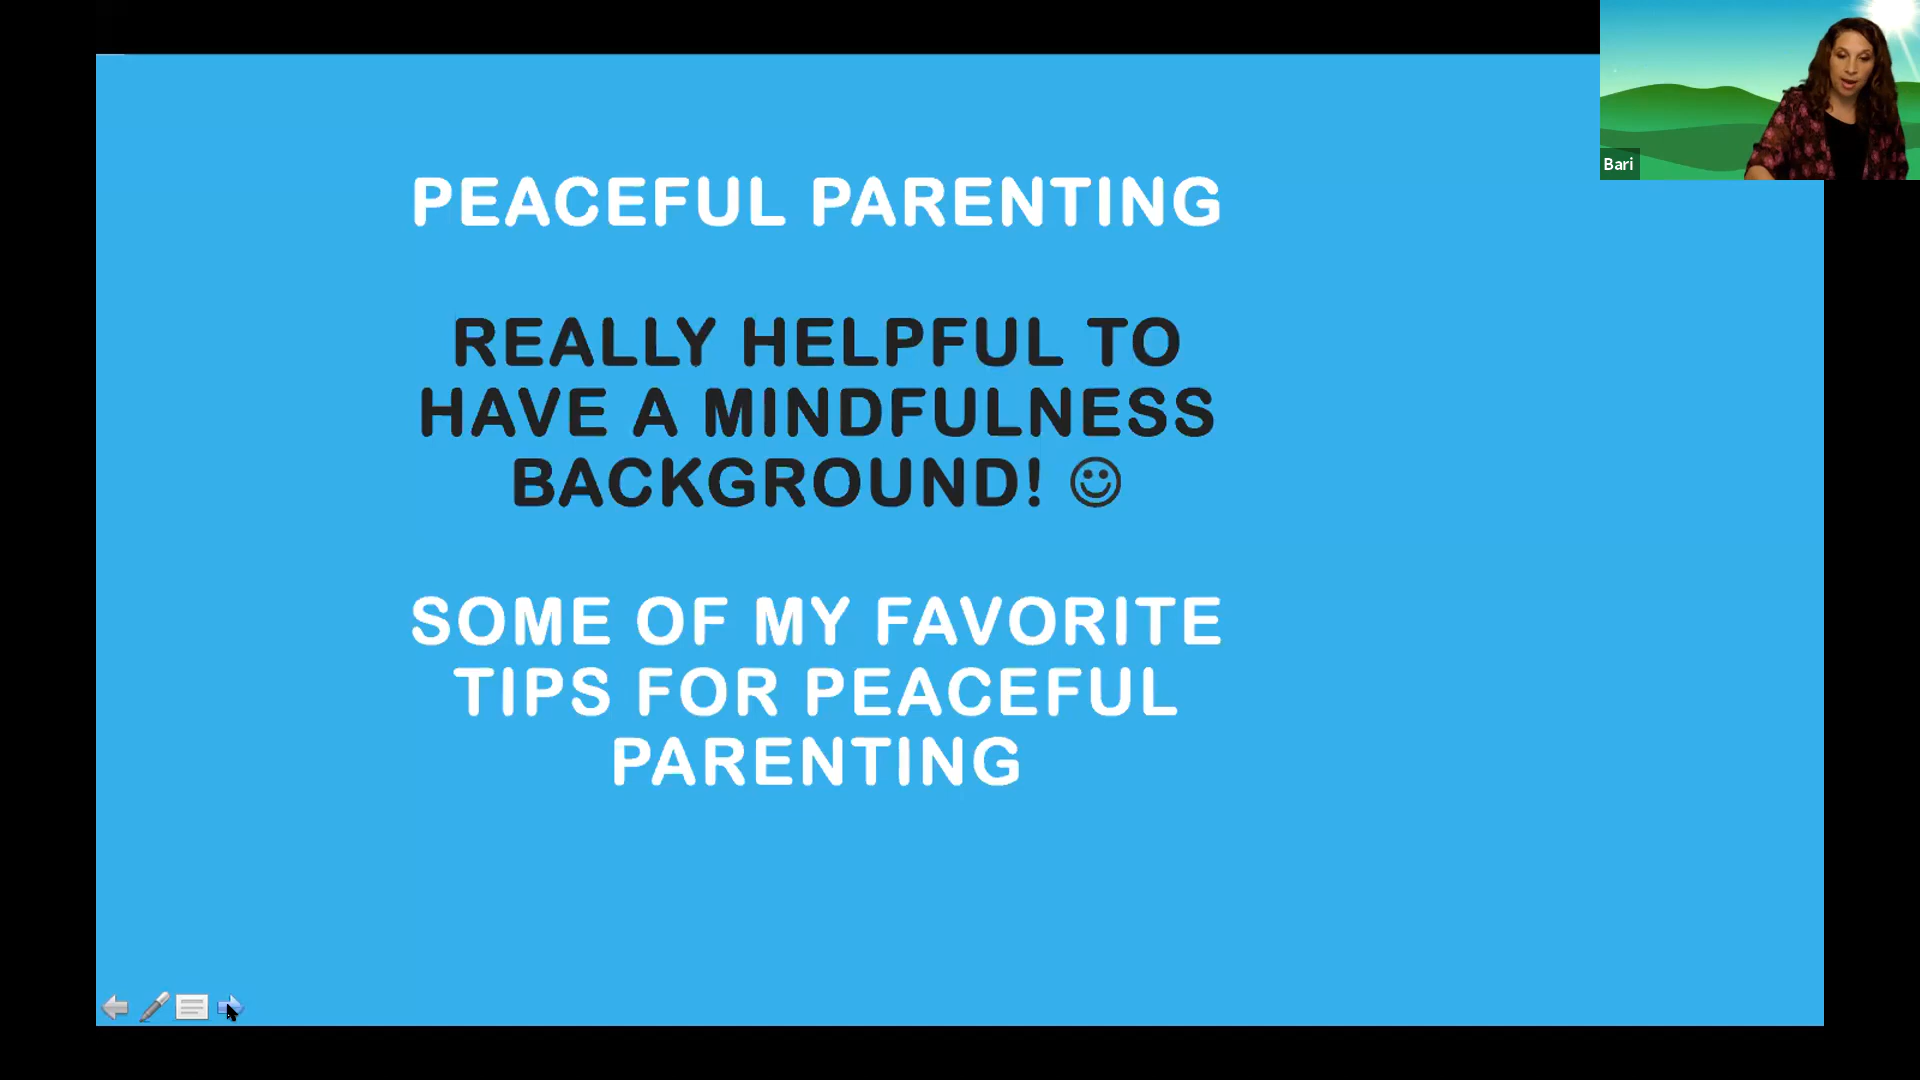 PEACEFUL PARENTING
REALLY HELPFUL TO
HAVE A MINDFULNESS
BACKGROUND! ☺
SOME OF MY FAVORITE
TIPS FOR PEACEFUL
PARENTING
Bari